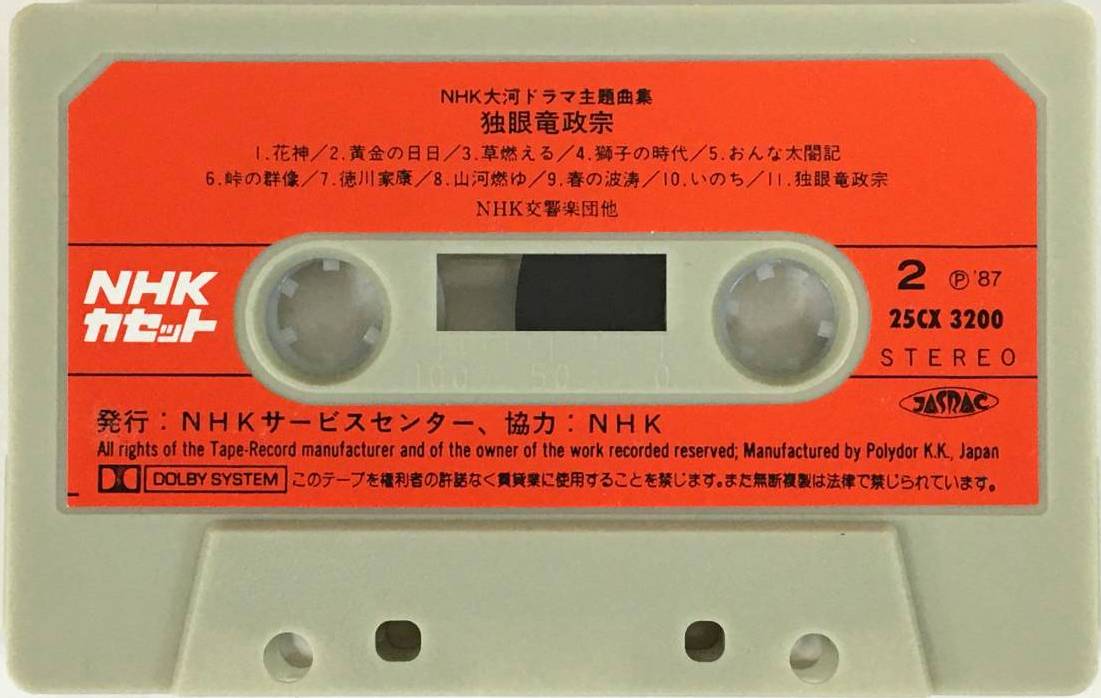 NHK大河ドラマ主題曲集
独眼竜政宗
1.花神／2.黄金の日日／3.草燃える／4.獅子の時代／5.おんな太閤記
6.峠の群像／7.徳川家康／8.山河燃ゆ／9.春の波涛／10.いのち／11.独眼竜政宗
NHK交響楽団他
NHK
カセット
2 Ⓟ'87
25CX 3200
STEREO
100 50 0
JASRAC
発行：NHKサービスセンター、協力：NHK
All rights of the Tape-Record manufacturer and of the owner of the work recorded reserved; Manufactured by Polydor K.K., Japan
DOLBY SYSTEM このテープを権利者の許諾なく賃貸業に使用することを禁じます。また無断複製は法律で禁じられています。